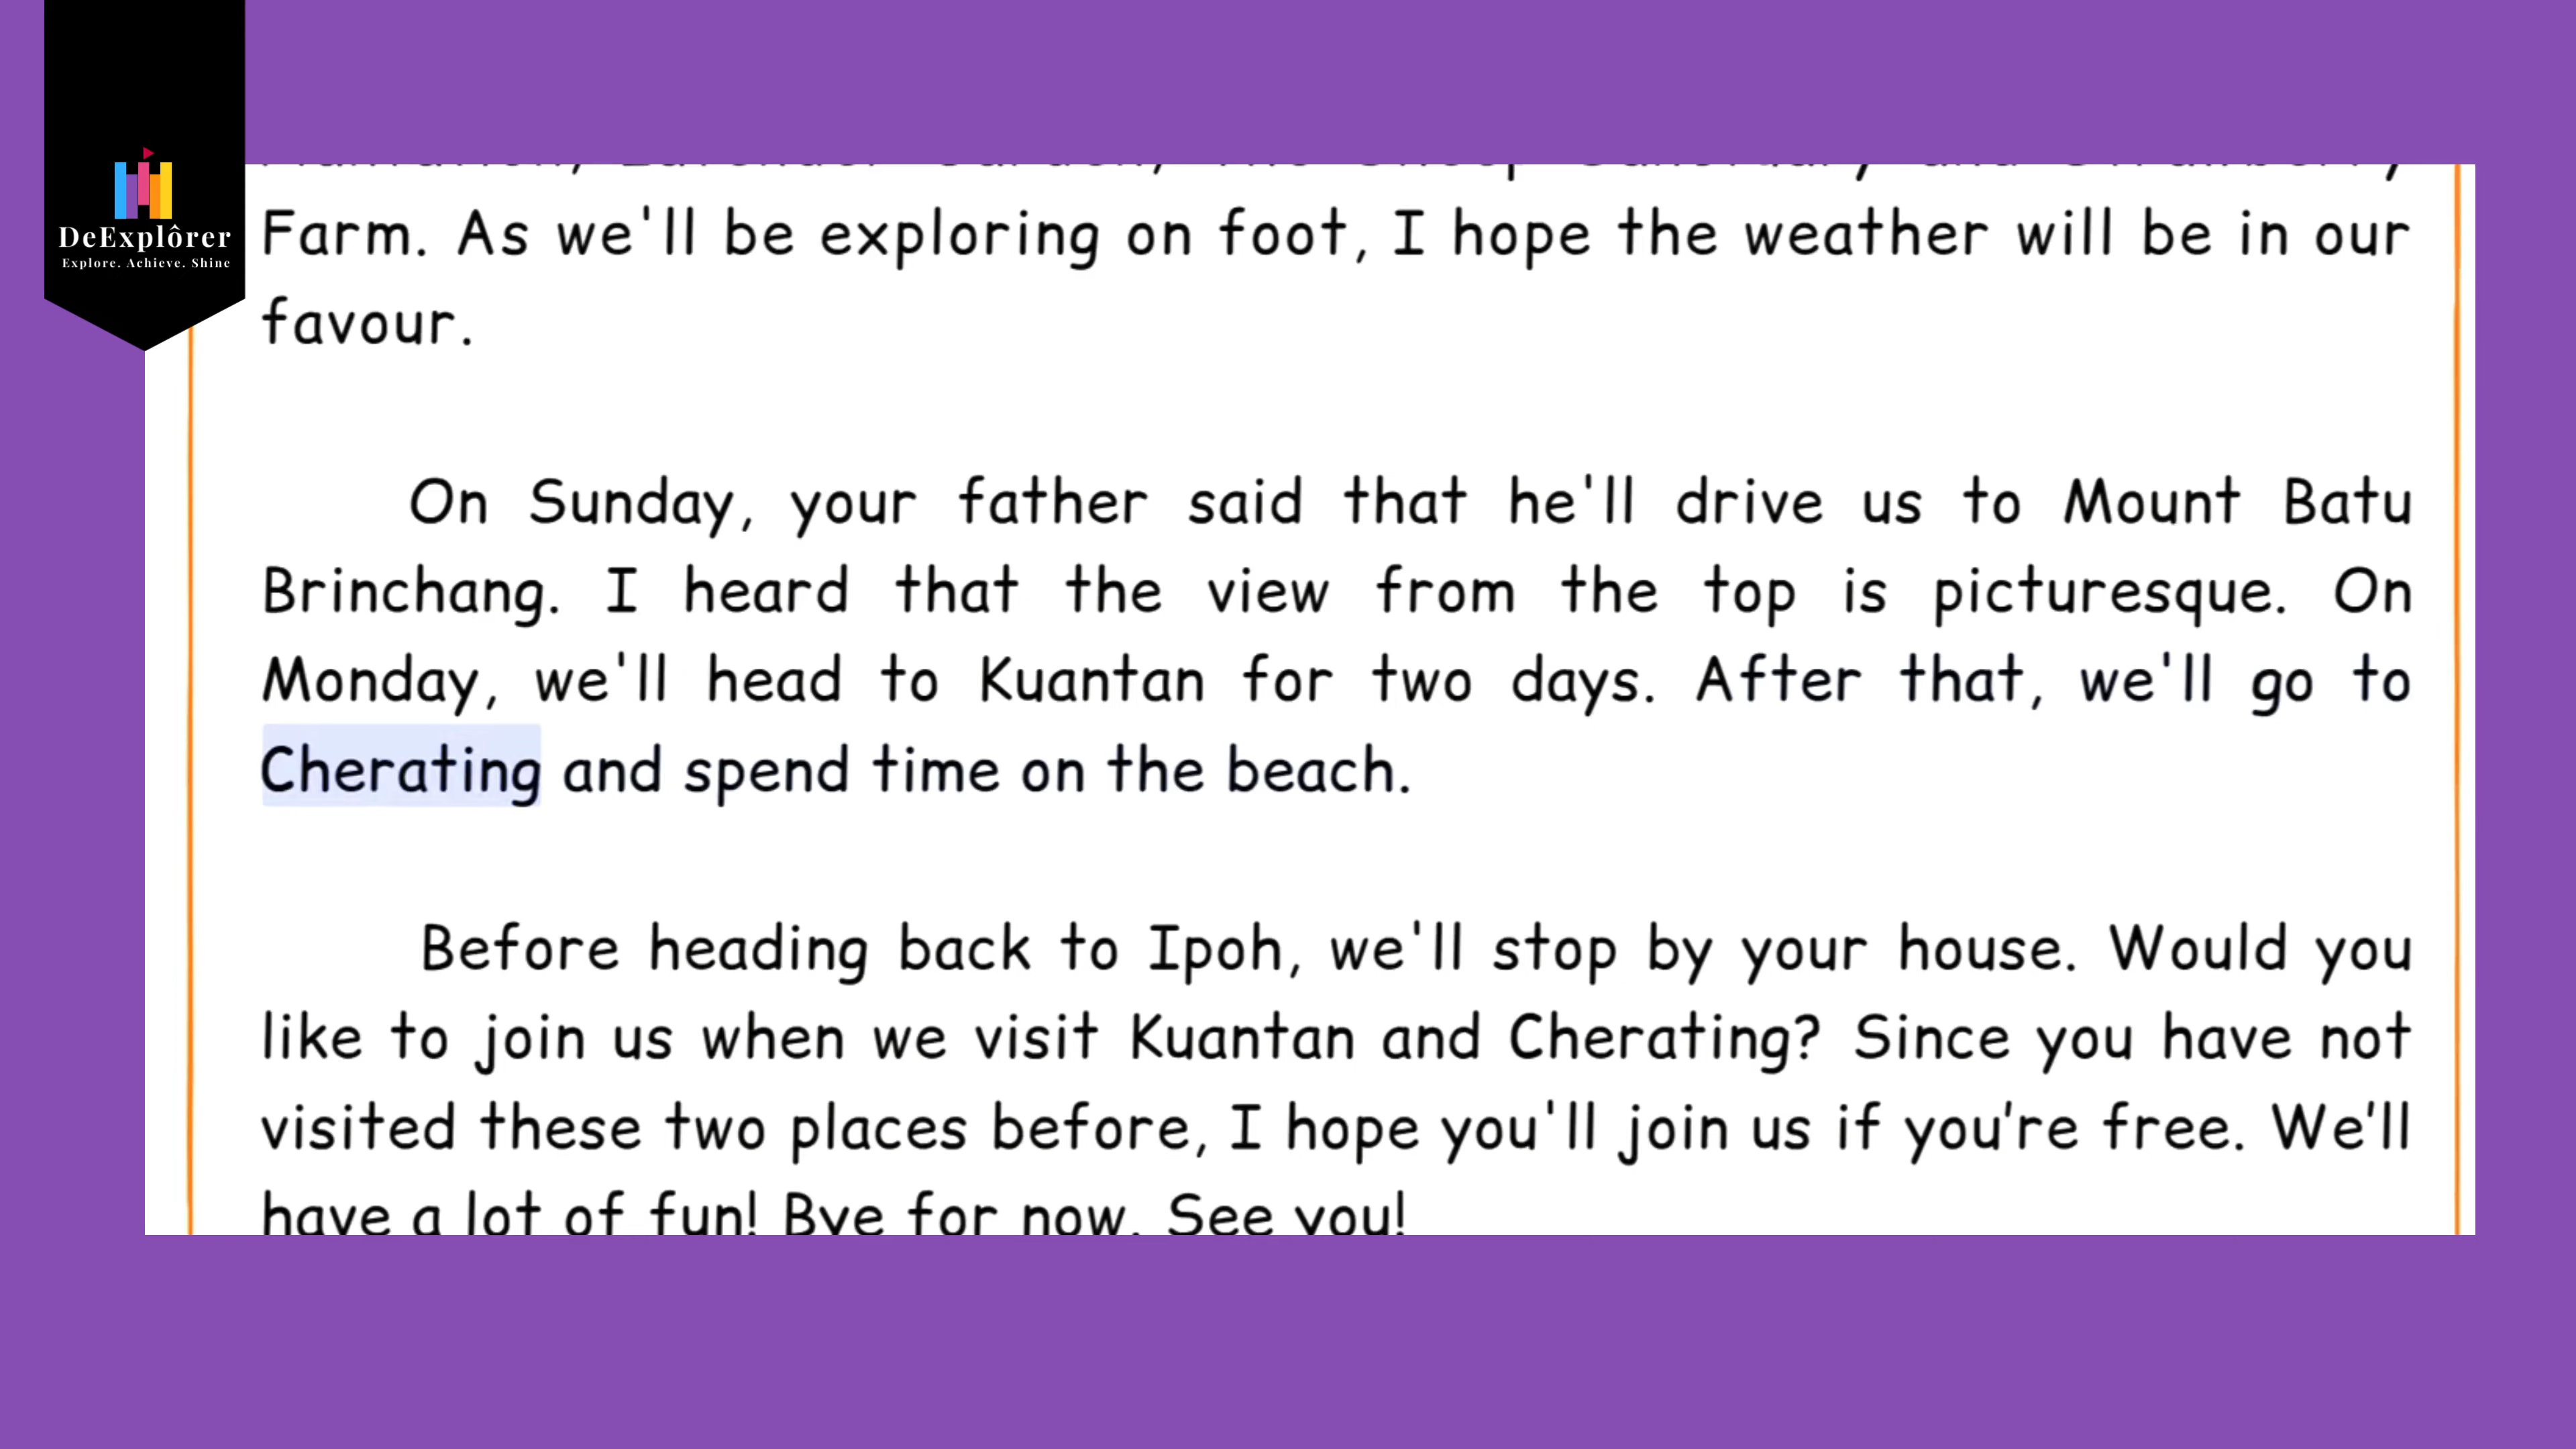 DeExplôrer
Explore. Achieve. Shine
Farm. As we'll be exploring on foot, I hope the weather will be in our
favour.
On Sunday, your father said that he'll drive us to Mount Batu
Brinchang. I heard that the view from the top is picturesque. On
Monday, we'll head to Kuantan for two days. After that, we'll go to
Cherating and spend time on the beach.
Before heading back to Ipoh, we'll stop by your house. Would you
like to join us when we visit Kuantan and Cherating? Since you have not
visited these two places before, I hope you'll join us if you're free. We'll
have a lot of fun! Bye for now. See you!